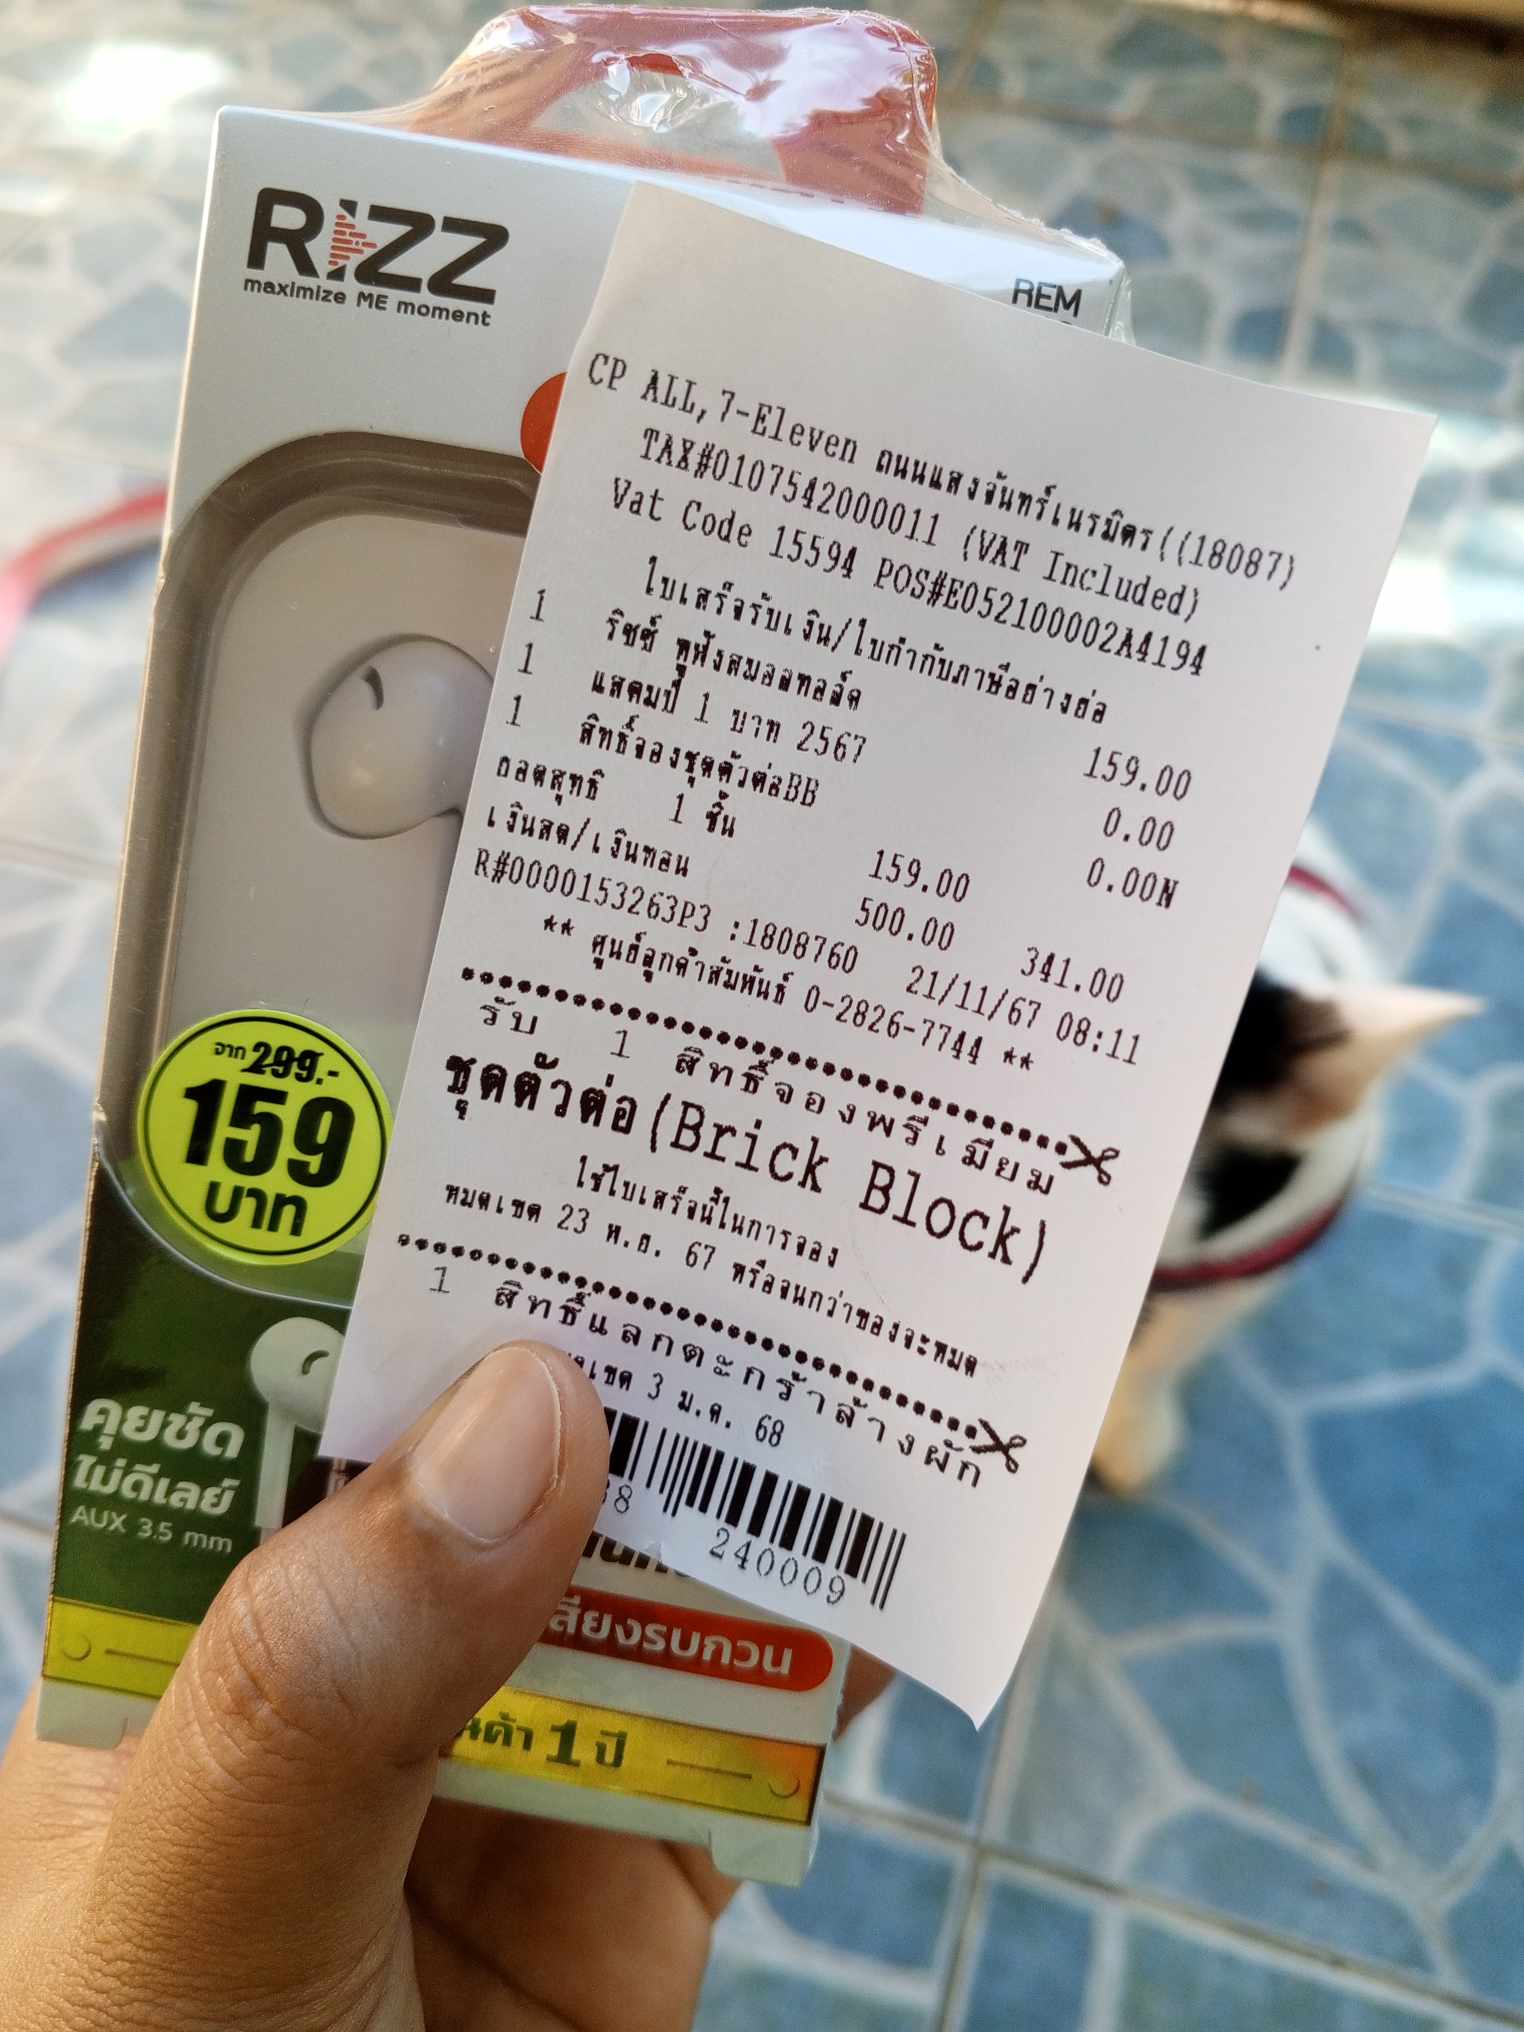 RIZZ
maximize ME moment
REM
CP ALL,7-Eleven ถนนแสงจันทร์เนรมิตร((18087)
TAX#0107542000011 (VAT Included)
Vat Code 15594 POS#E052100002A4194
ใบเสร็จรับเงิน/ใบกำกับภาษีอย่างย่อ
1 ริซซ์ หูฟังสมอลทอล์ค 159.00
1 แสตมป์ 1 บาท 2567 0.00
1 สิทธิ์จองชุดตัวต่อBB 0.00N
ยอดสุทธิ 1 ชิ้น 159.00
เงินสด/เงินทอน 500.00 341.00
R#0000153263P3 :1808760 21/11/67 08:11
** ศูนย์ลูกค้าสัมพันธ์ 0-2826-7744 **
รับ 1 สิทธิ์จองพรีเมียม
ชุดตัวต่อ(Brick Block)
ใช้ใบเสร็จนี้ในการจอง
หมดเขต 23 พ.ย. 67 หรือจนกว่าของจะหมด
1 สิทธิ์แลกตะกร้าล้างผัก
เขต 3 ม.ค. 68
240009
จาก 299.-
159
บาท
คุยชัด
ไม่ดีเลย์
AUX 3.5 mm
เสียงรบกวน
1 ปี